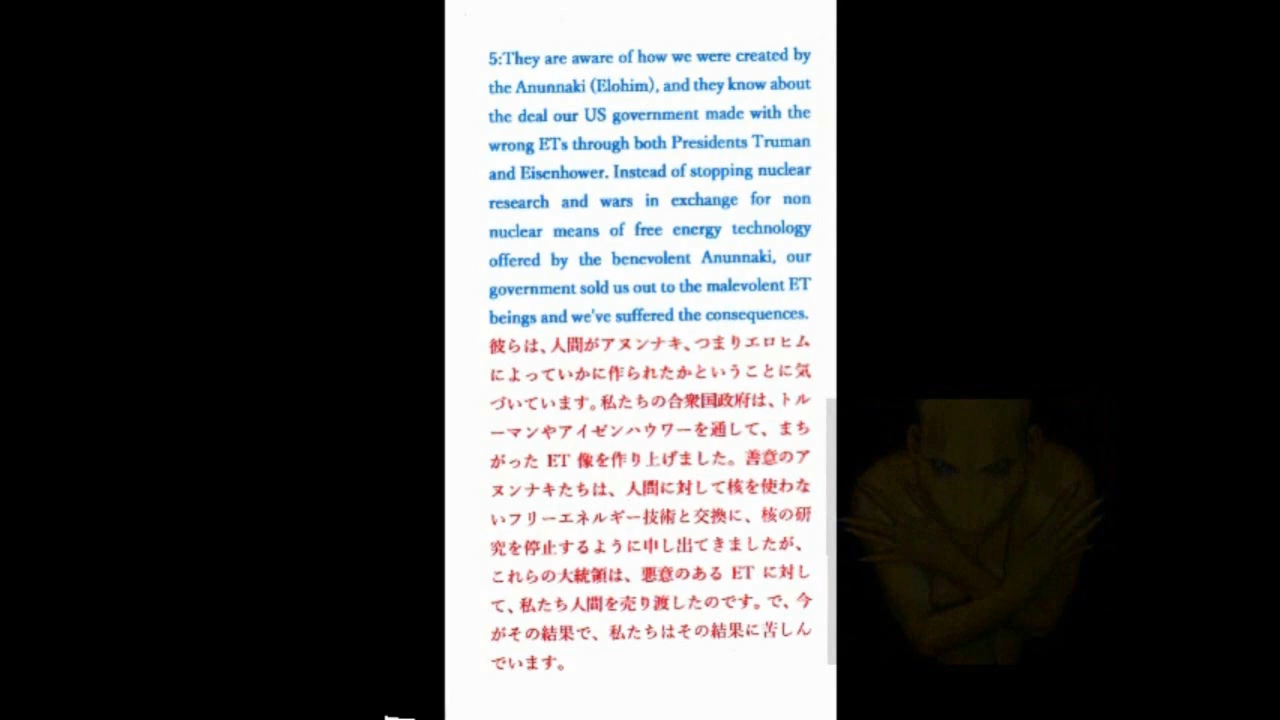 5:They are aware of how we were created by
the Anunnaki (Elohim), and they know about
the deal our US government made with the
wrong ETs through both Presidents Truman
and Eisenhower. Instead of stopping nuclear
research and wars in exchange for non
nuclear means of free energy technology
offered by the benevolent Anunnaki, our
government sold us out to the malevolent ET
beings and we've suffered the consequences.
彼らは、人間がアヌンナキ、つまりエロヒム
によっていかに作られたかということに気
づいています。私たちの合衆国政府は、トル
ーマンやアイゼンハウワーを通して、まち
がった ET 像を作り上げました。善意のア
ヌンナキたちは、人間に対して核を使わな
いフリーエネルギー技術と交換に、核の研
究を停止するように申し出てきましたが、
これらの大統領は、悪意のある ET に対し
て、私たち人間を売り渡したのです。で、今
がその結果で、私たちはその結果に苦しん
でいます。